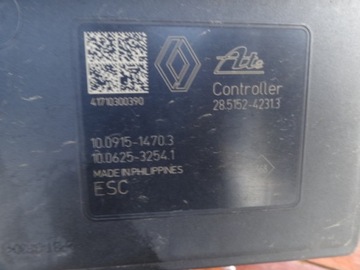 Ate
Controller
28.5152-4231.3
41710300390
10.0915-1470.3
10.0625-3254.1
MADE IN PHILIPPINES
ESC